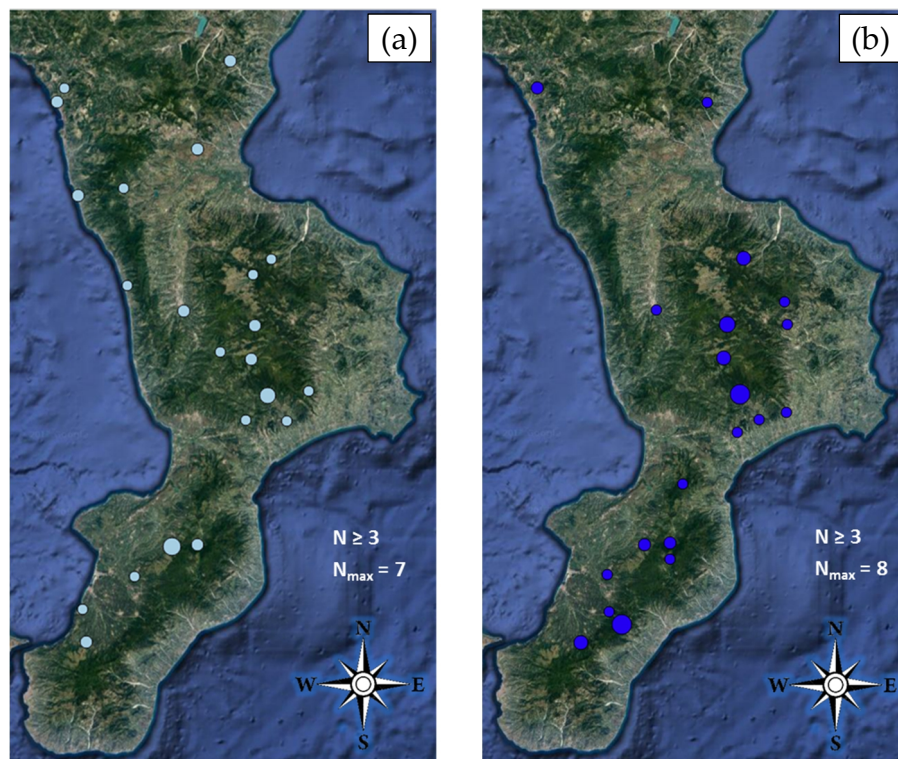 (a)
N ≥ 3
Nmax = 7
N
W E
S
(b)
N ≥ 3
Nmax = 8
N
W E
S